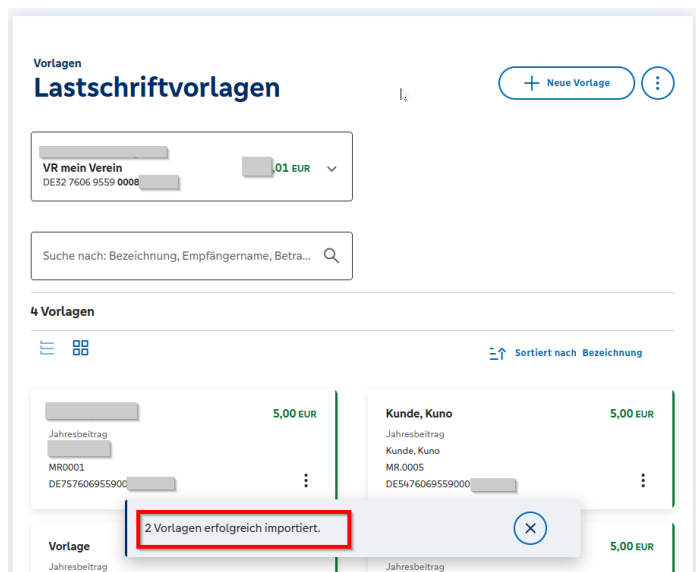 Vorlagen
Lastschriftvorlagen
Neue Vorlage
VR mein Verein
,01 EUR
DE32 7606 9559 0008
Suche nach: Bezeichnung, Empfängername, Betra...
4 Vorlagen
Sortiert nach Bezeichnung
5,00 EUR
Jahresbeitrag
MR0001
DE757606955900
Kunde, Kuno
5,00 EUR
Jahresbeitrag
Kunde, Kuno
MR.0005
DE5476069559000
2 Vorlagen erfolgreich importiert.
Vorlage
Jahresbeitrag
5,00 EUR
Jahresbeitrag